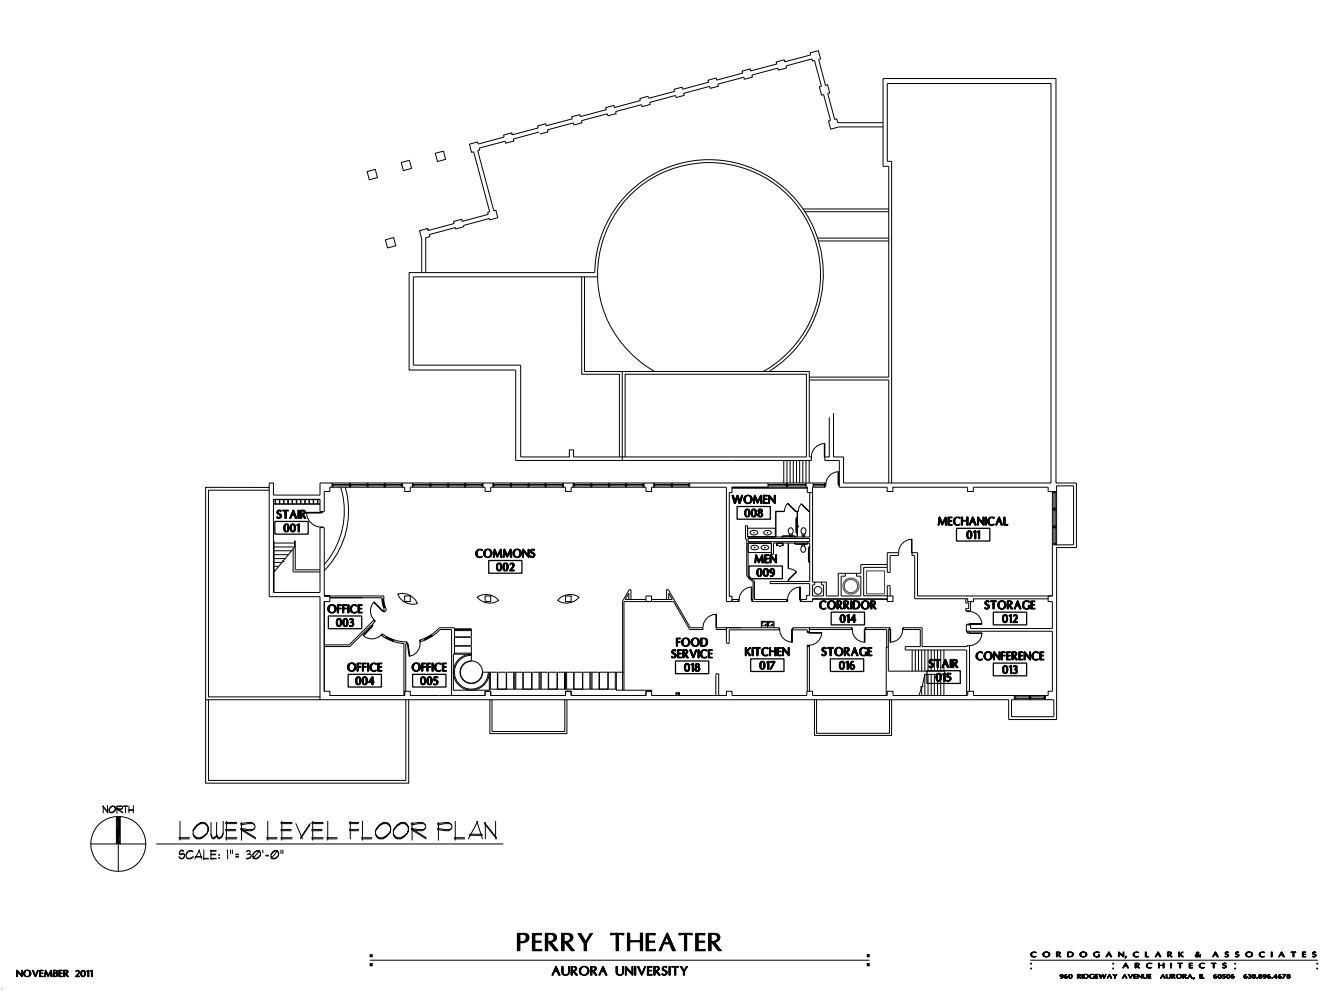 WOMEN
008
STAIR
001
MECHANICAL
011
COMMONS
002
MEN
009
OFFICE
003
CORRIDOR
014
STORAGE
012
FOOD
SERVICE
018
KITCHEN
017
STORAGE
016
STAIR
015
CONFERENCE
013
OFFICE
004
OFFICE
005
NORTH
LOWER LEVEL FLOOR PLAN
SCALE: 1"= 30'-0"
PERRY THEATER
AURORA UNIVERSITY
NOVEMBER 2011
CORDOGAN, CLARK & ASSOCIATES
: ARCHITECTS :
960 RIDGEWAY AVENUE AURORA, IL 60506 630.896.4678